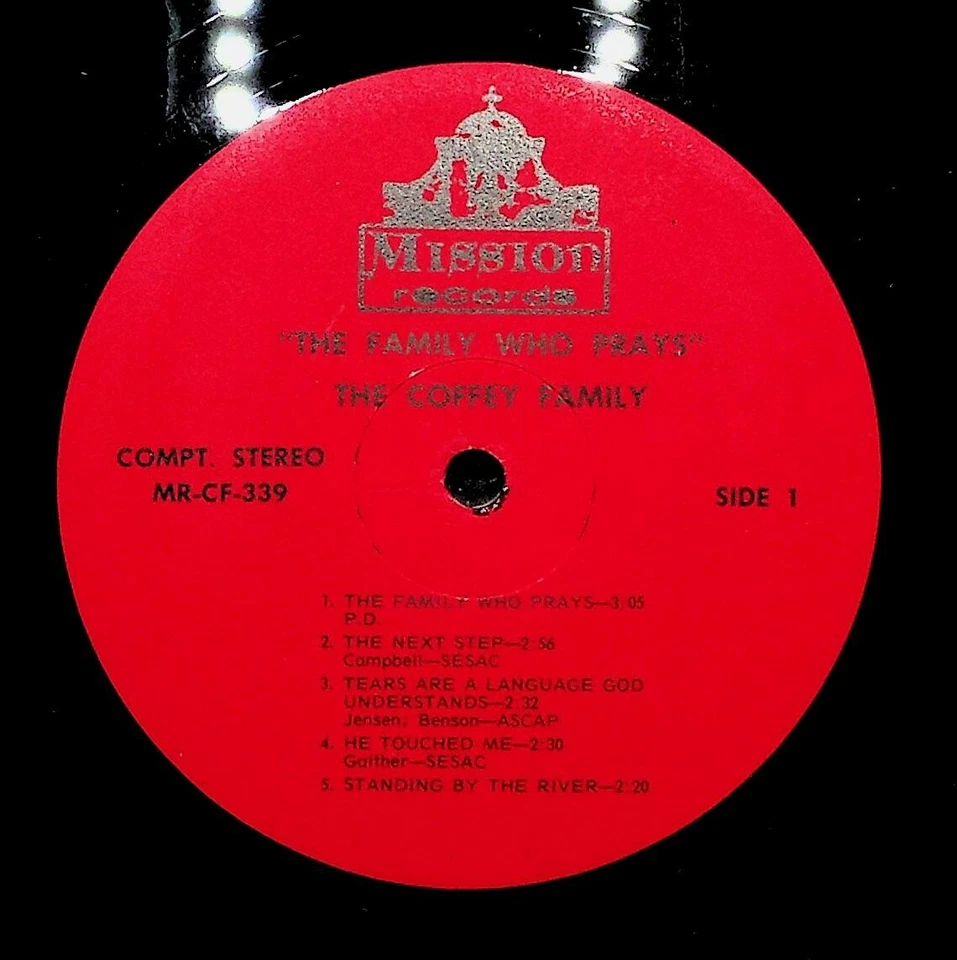 Mission
records
"THE FAMILY WHO PRAYS"
THE COFFEY FAMILY
COMPT. STEREO
MR-CF-339
SIDE 1
1. THE FAMILY WHO PRAYS—3:05
P.D.
2. THE NEXT STEP—2:56
Campbell—SESAC
3. TEARS ARE A LANGUAGE GOD
UNDERSTANDS—2:32
Jensen, Benson—ASCAP
4. HE TOUCHED ME—2:30
Gaither—SESAC
5. STANDING BY THE RIVER—2:20